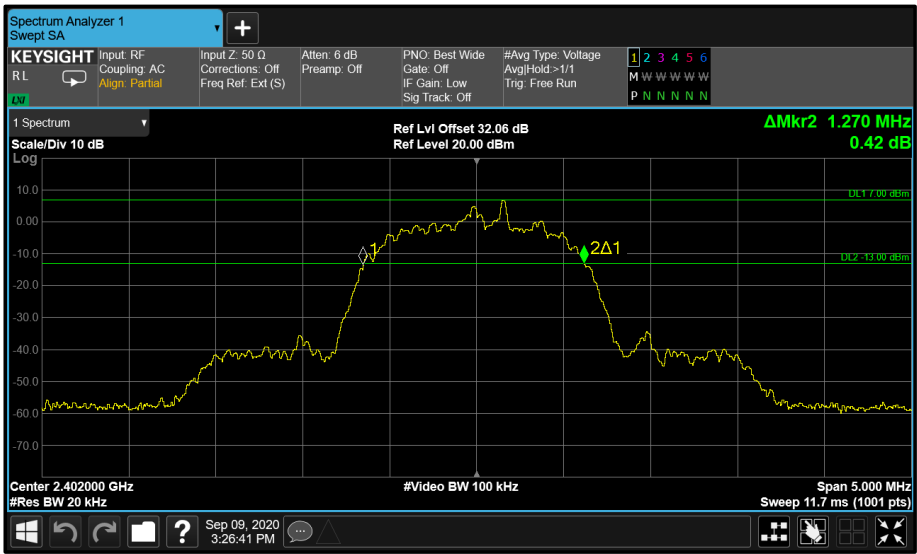 Spectrum Analyzer 1
Swept SA
+
KEYSIGHT Input: RF Input Z: 50 Ω Atten: 6 dB PNO: Best Wide #Avg Type: Voltage 1 2 3 4 5 6
R L Coupling: AC Corrections: Off Preamp: Off Gate: Off Avg|Hold:>1/1 M W W W W W
Align: Partial Freq Ref: Ext (S) IF Gain: Low Trig: Free Run P N N N N N
LXI Sig Track: Off
1 Spectrum Ref Lvl Offset 32.06 dB ΔMkr2 1.270 MHz
Scale/Div 10 dB Ref Level 20.00 dBm 0.42 dB
Log
10.0 DL1 7.00 dBm
0.00
-10.0 1 2Δ1 DL2 -13.00 dBm
-20.0
-30.0
-40.0
-50.0
-60.0
-70.0
Center 2.402000 GHz #Video BW 100 kHz Span 5.000 MHz
#Res BW 20 kHz Sweep 11.7 ms (1001 pts)
? Sep 09, 2020
3:26:41 PM